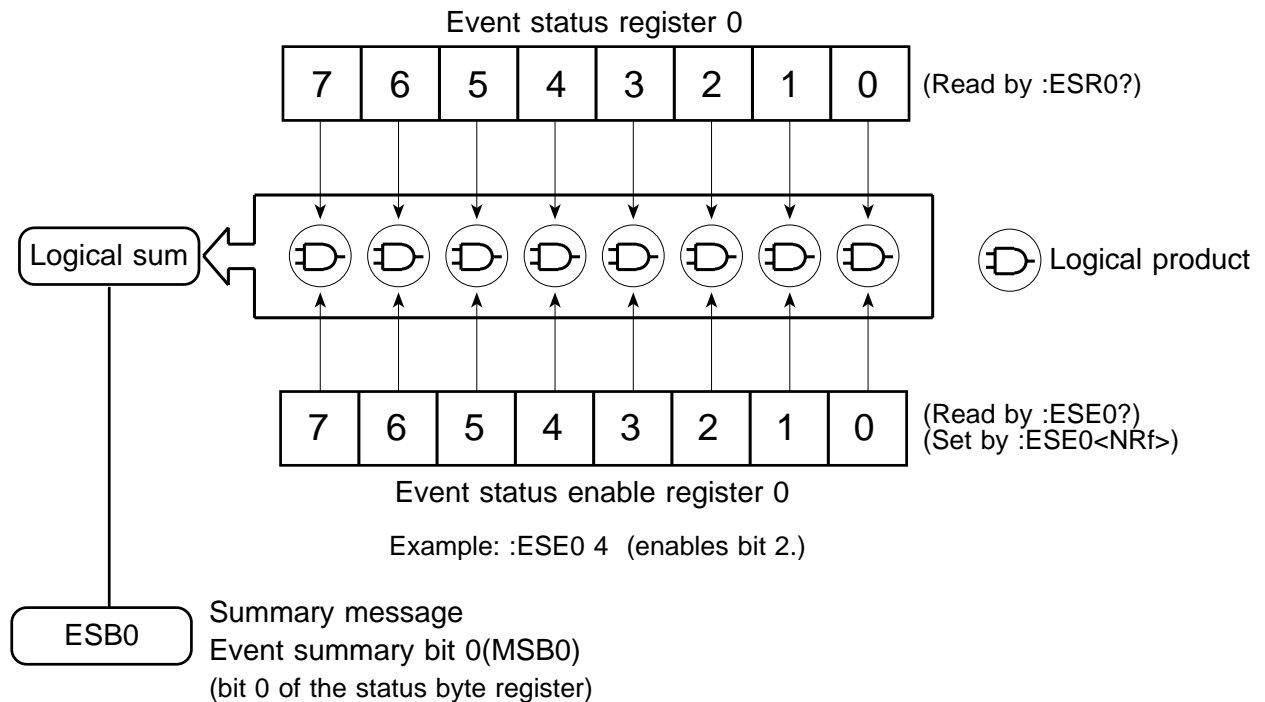 Event status register 0
7 6 5 4 3 2 1 0
(Read by :ESR0?)
Logical sum
Logical product
7 6 5 4 3 2 1 0
(Read by :ESE0?)
(Set by :ESE0<NRf>)
Event status enable register 0
Example: :ESE0 4 (enables bit 2.)
ESB0
Summary message
Event summary bit 0(MSB0)
(bit 0 of the status byte register)